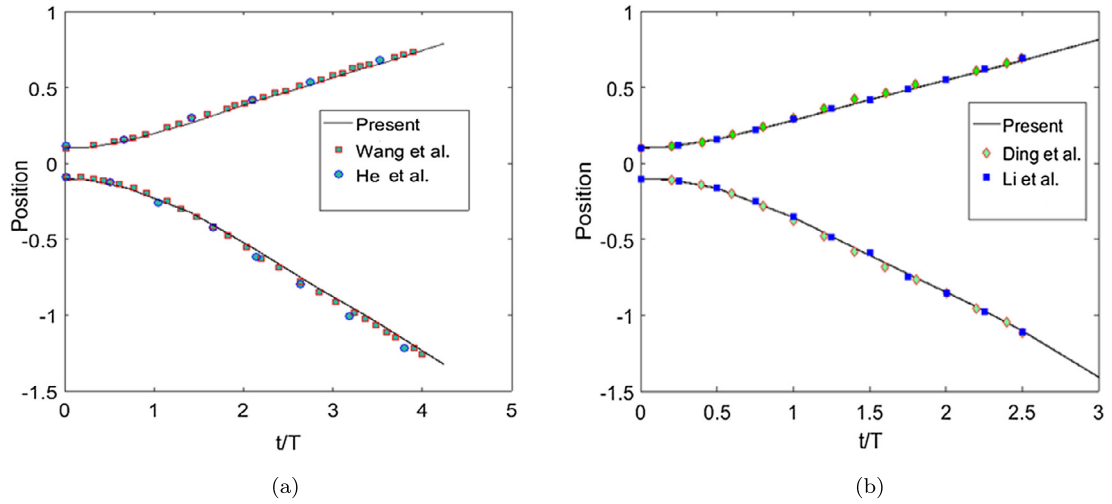 1
0.5
0
-0.5
-1
-1.5
Position
0
1
2
3
4
5
t/T
Present
Wang et al.
He et al.
(a)
1
0.5
0
-0.5
-1
-1.5
Position
0
0.5
1
1.5
2
2.5
3
t/T
Present
Ding et al.
Li et al.
(b)